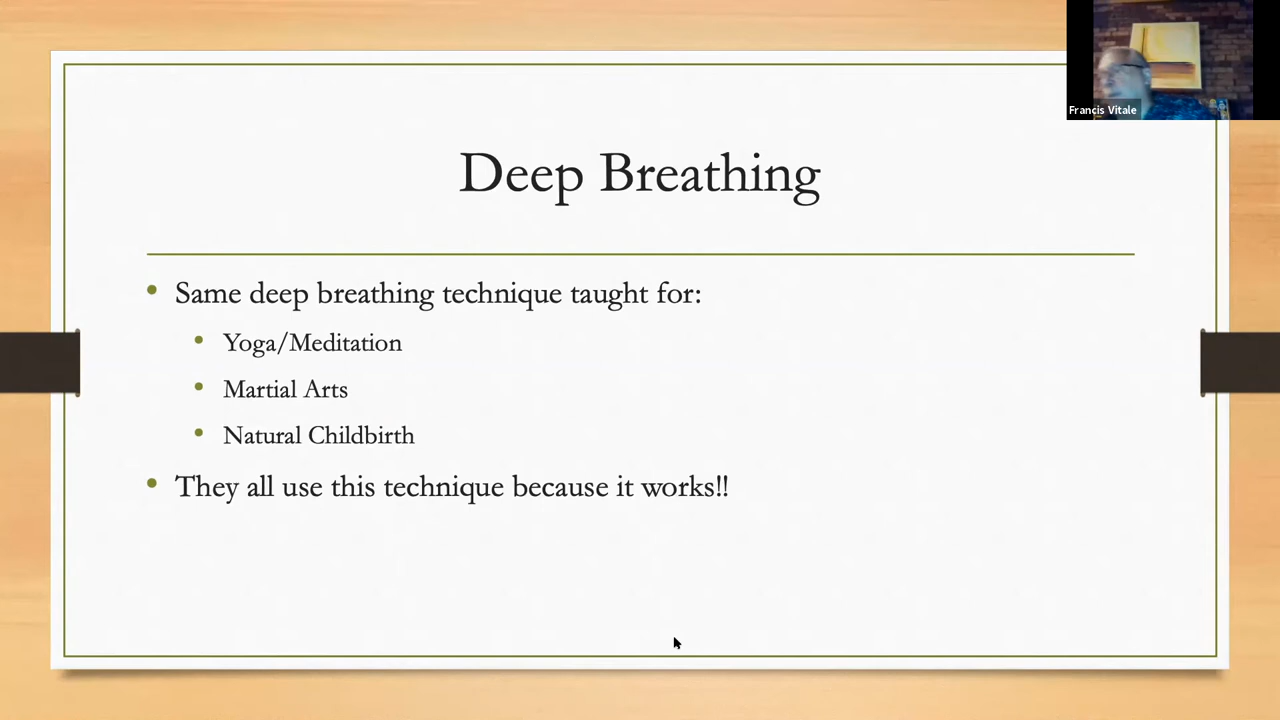 Francis Vitale
Deep Breathing
Same deep breathing technique taught for:
Yoga/Meditation
Martial Arts
Natural Childbirth
They all use this technique because it works!!